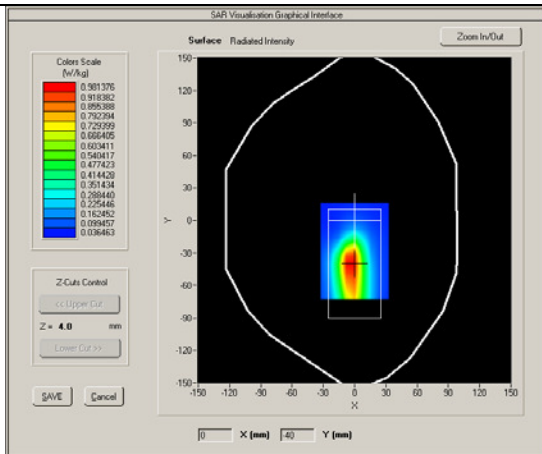 SAR Visualisation Graphical Interface
Surface Radiated Intensity
Zoom In/Out
Colors Scale
(W/kg)
0.981376
0.918382
0.855388
0.792394
0.729399
0.666405
0.603411
0.540417
0.477423
0.414428
0.351434
0.288440
0.225446
0.162452
0.099457
0.036463
Z-Cuts Control
<< Upper Cut
Z = 4.0 mm
Lower Cut >>
SAVE Cancel
150
120
90
60
30
0
-30
-60
-90
-120
-150
Y
-150 -120 -90 -60 -30 0 30 60 90 120 150
X
0 X (mm) -40 Y (mm)